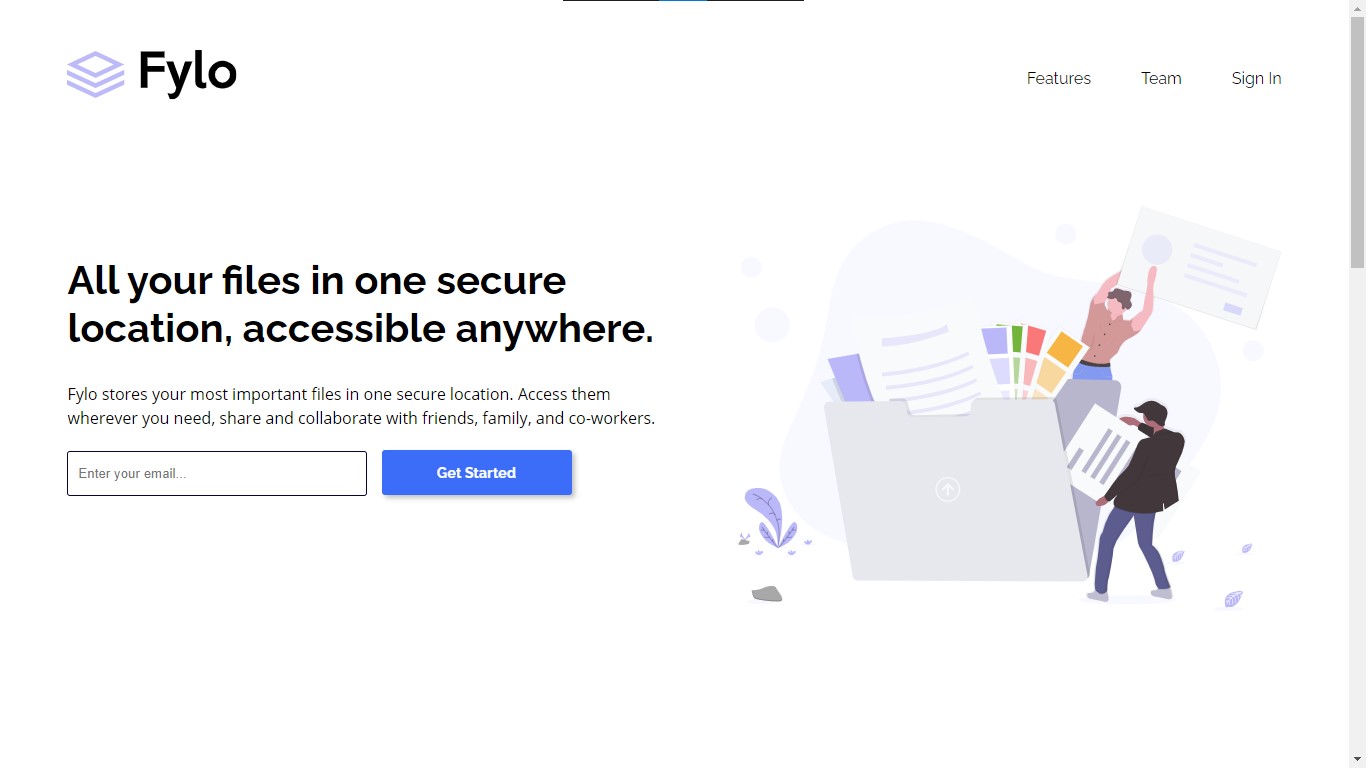 Fylo
Features
Team
Sign In
All your files in one secure
location, accessible anywhere.
Fylo stores your most important files in one secure location. Access them
wherever you need, share and collaborate with friends, family, and co-workers.
Enter your email...
Get Started